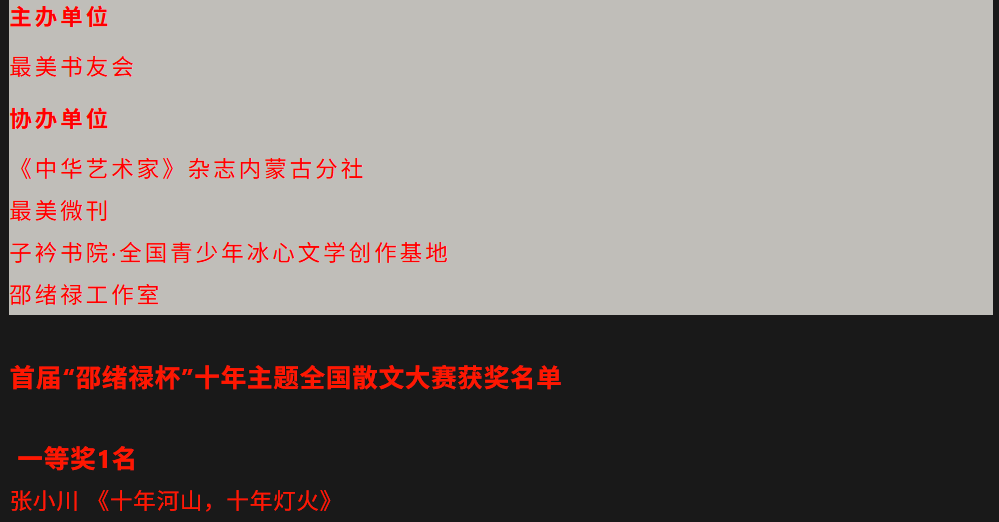 主办单位
最美书友会
协办单位
《中华艺术家》杂志内蒙古分社
最美微刊
子衿书院·全国青少年冰心文学创作基地
邵绪禄工作室
首届“邵绪禄杯”十年主题全国散文大赛获奖名单
一等奖1名
张小川 《十年河山，十年灯火》